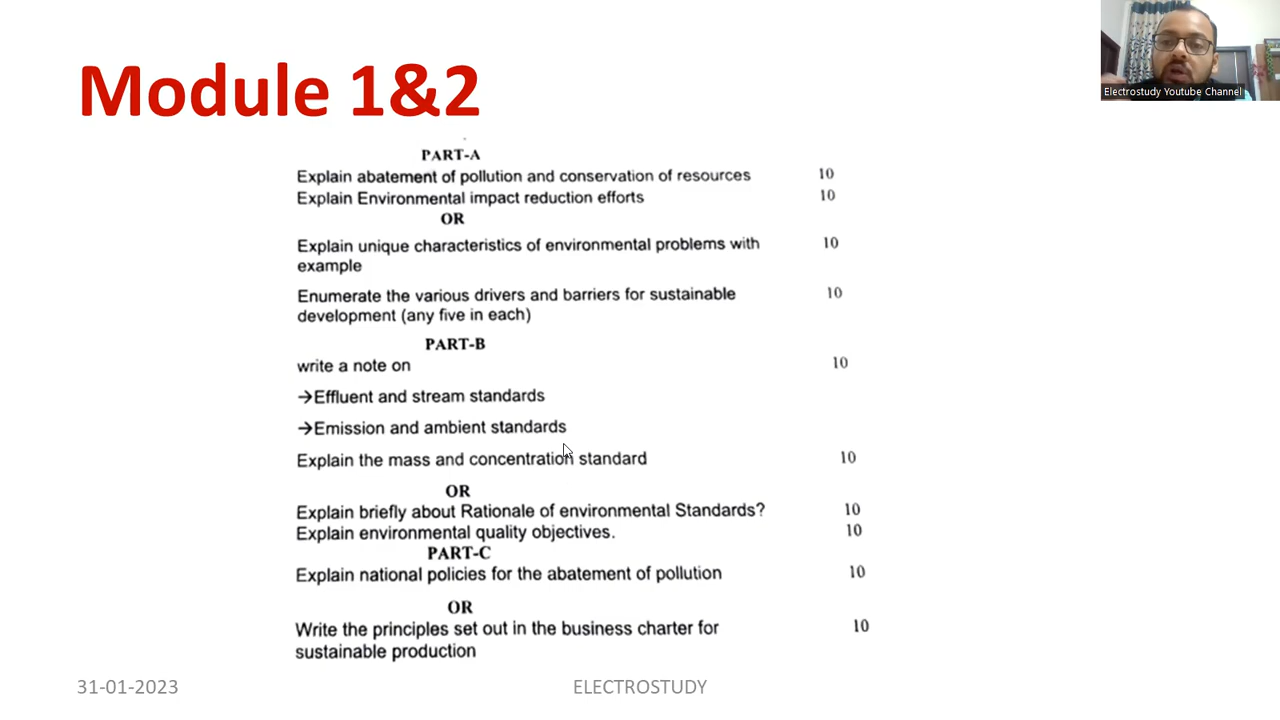 Module 1&2
Electrostudy Youtube Channel
PART-A
Explain abatement of pollution and conservation of resources 10
Explain Environmental impact reduction efforts 10
OR
Explain unique characteristics of environmental problems with 10
example
Enumerate the various drivers and barriers for sustainable 10
development (any five in each)
PART-B
write a note on 10
→Effluent and stream standards
→Emission and ambient standards
Explain the mass and concentration standard 10
OR
Explain briefly about Rationale of environmental Standards? 10
Explain environmental quality objectives. 10
PART-C
Explain national policies for the abatement of pollution 10
OR
Write the principles set out in the business charter for 10
sustainable production
31-01-2023 ELECTROSTUDY